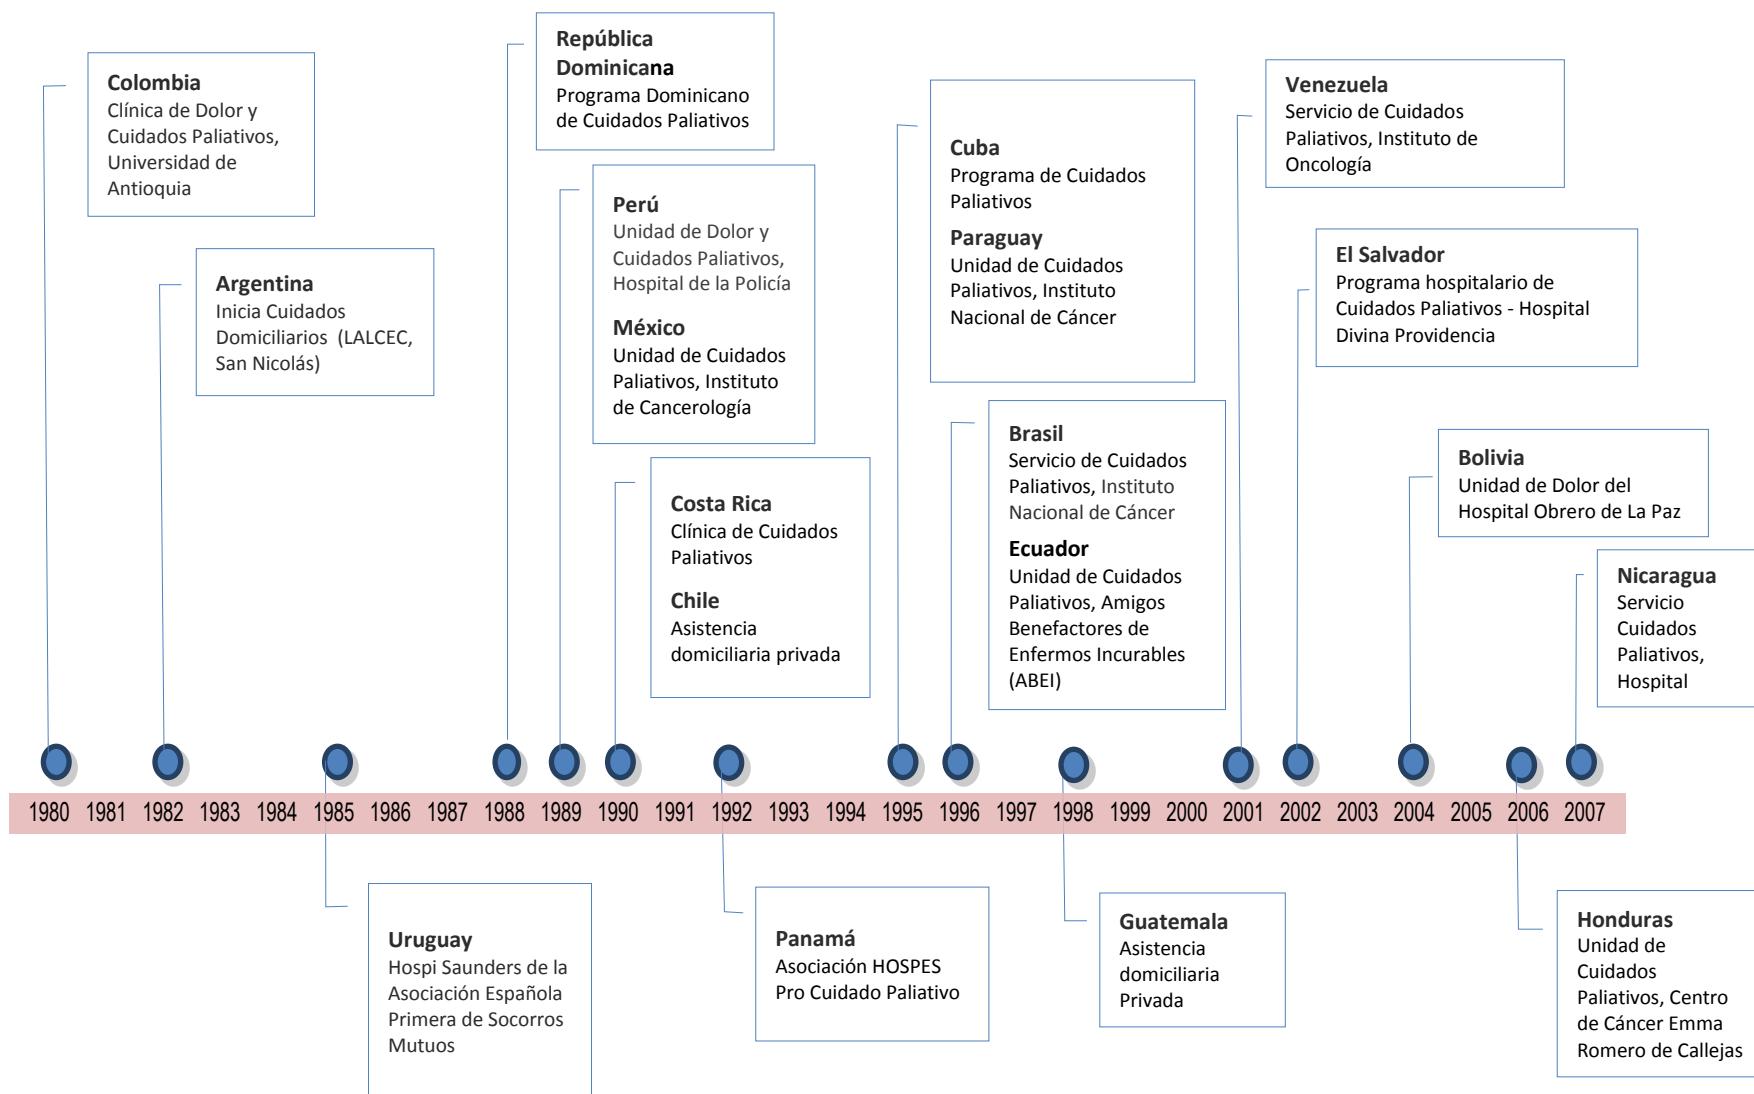 Colombia
Clínica de Dolor y
Cuidados Paliativos,
Universidad de
Antioquia
Argentina
Inicia Cuidados
Domiciliarios (LALCEC,
San Nicolás)
República
Dominicana
Programa Dominicano
de Cuidados Paliativos
Perú
Unidad de Dolor y
Cuidados Paliativos,
Hospital de la Policía
México
Unidad de Cuidados
Paliativos, Instituto
de Cancerología
Costa Rica
Clínica de Cuidados
Paliativos
Chile
Asistencia
domiciliaria privada
Cuba
Programa de Cuidados
Paliativos
Paraguay
Unidad de Cuidados
Paliativos, Instituto
Nacional de Cáncer
Brasil
Servicio de Cuidados
Paliativos, Instituto
Nacional de Cáncer
Ecuador
Unidad de Cuidados
Paliativos, Amigos
Benefactores de
Enfermos Incurables
(ABEI)
Venezuela
Servicio de Cuidados
Paliativos, Instituto de
Oncología
El Salvador
Programa hospitalario de
Cuidados Paliativos - Hospital
Divina Providencia
Bolivia
Unidad de Dolor del
Hospital Obrero de La Paz
Nicaragua
Servicio
Cuidados
Paliativos,
Hospital
1980 1981 1982 1983 1984 1985 1986 1987 1988 1989 1990 1991 1992 1993 1994 1995 1996 1997 1998 1999 2000 2001 2002 2003 2004 2005 2006 2007
Uruguay
Hospi Saunders de la
Asociación Española
Primera de Socorros
Mutuos
Panamá
Asociación HOSPES
Pro Cuidado Paliativo
Guatemala
Asistencia
domiciliaria
Privada
Honduras
Unidad de
Cuidados
Paliativos, Centro
de Cáncer Emma
Romero de Callejas